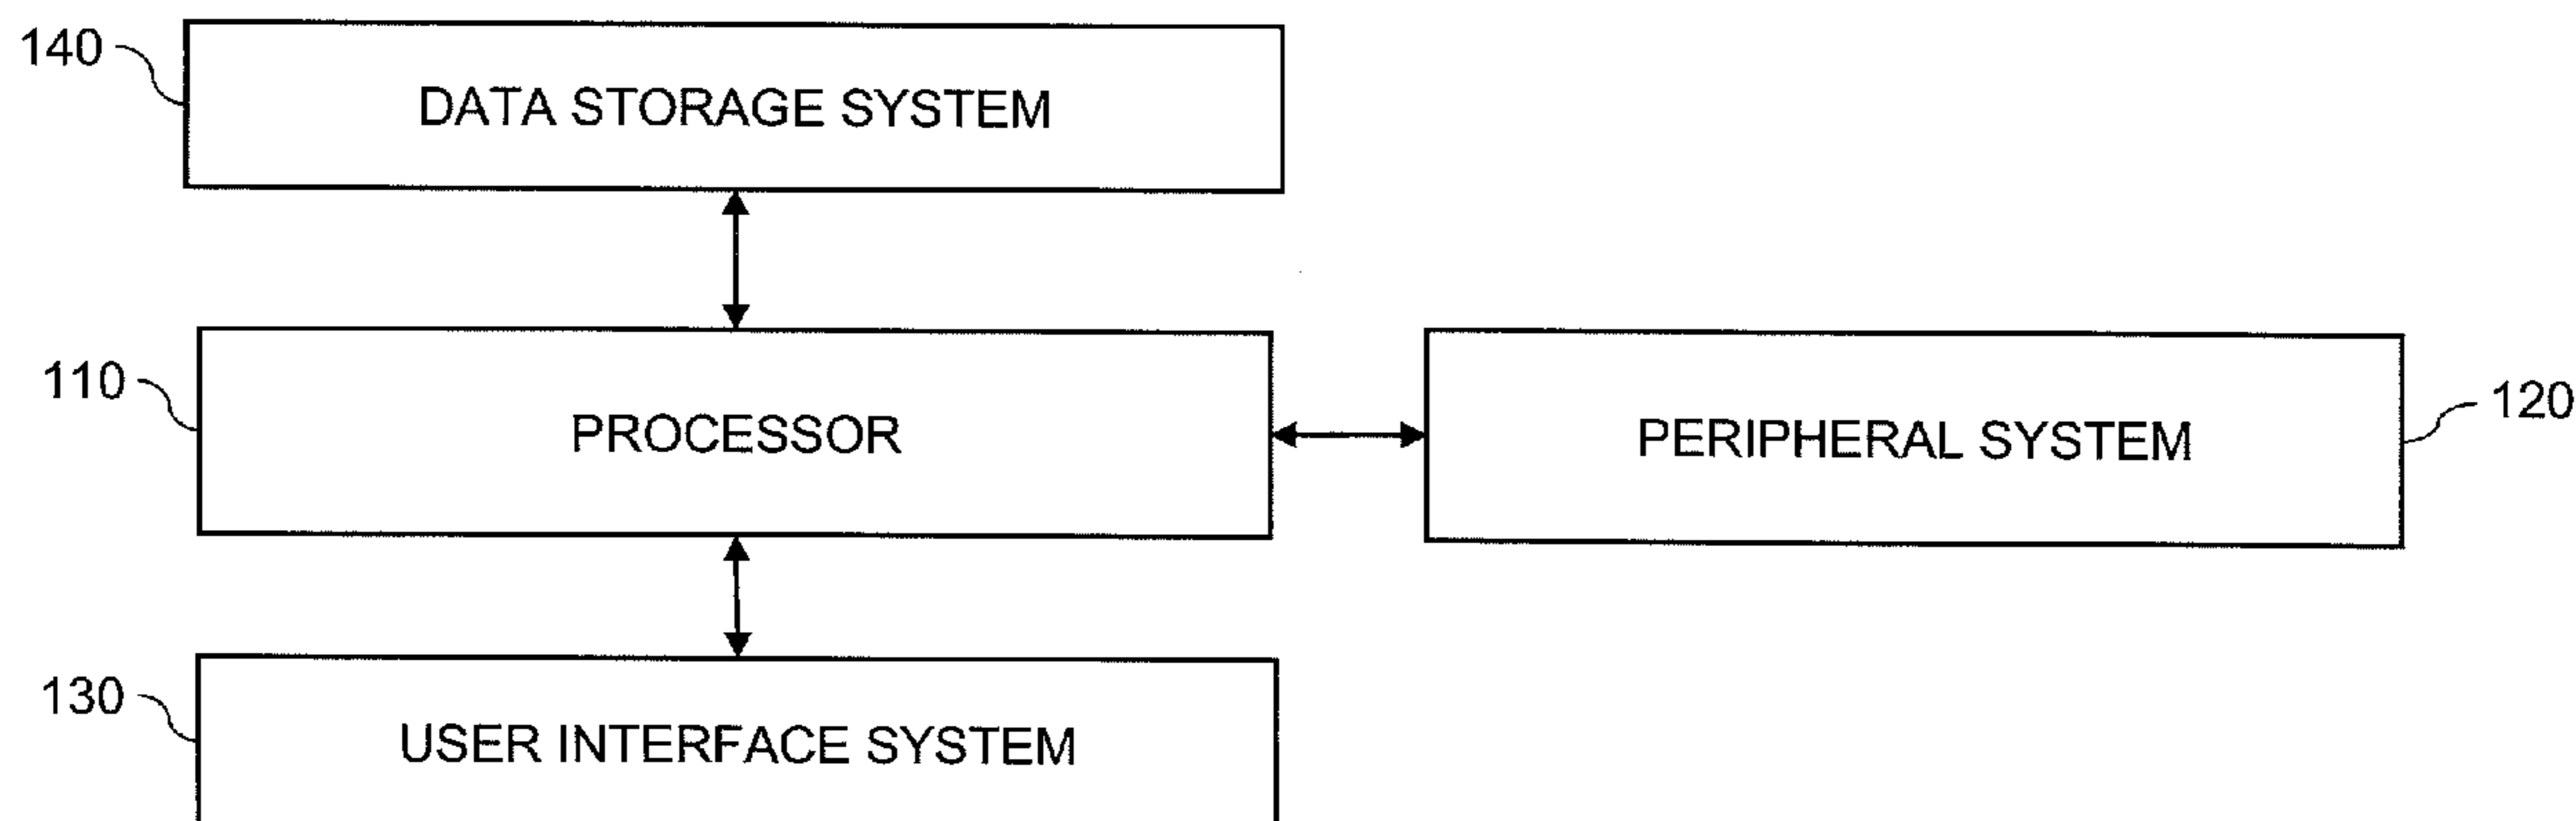 140
DATA STORAGE SYSTEM
110
PROCESSOR
PERIPHERAL SYSTEM
120
130
USER INTERFACE SYSTEM